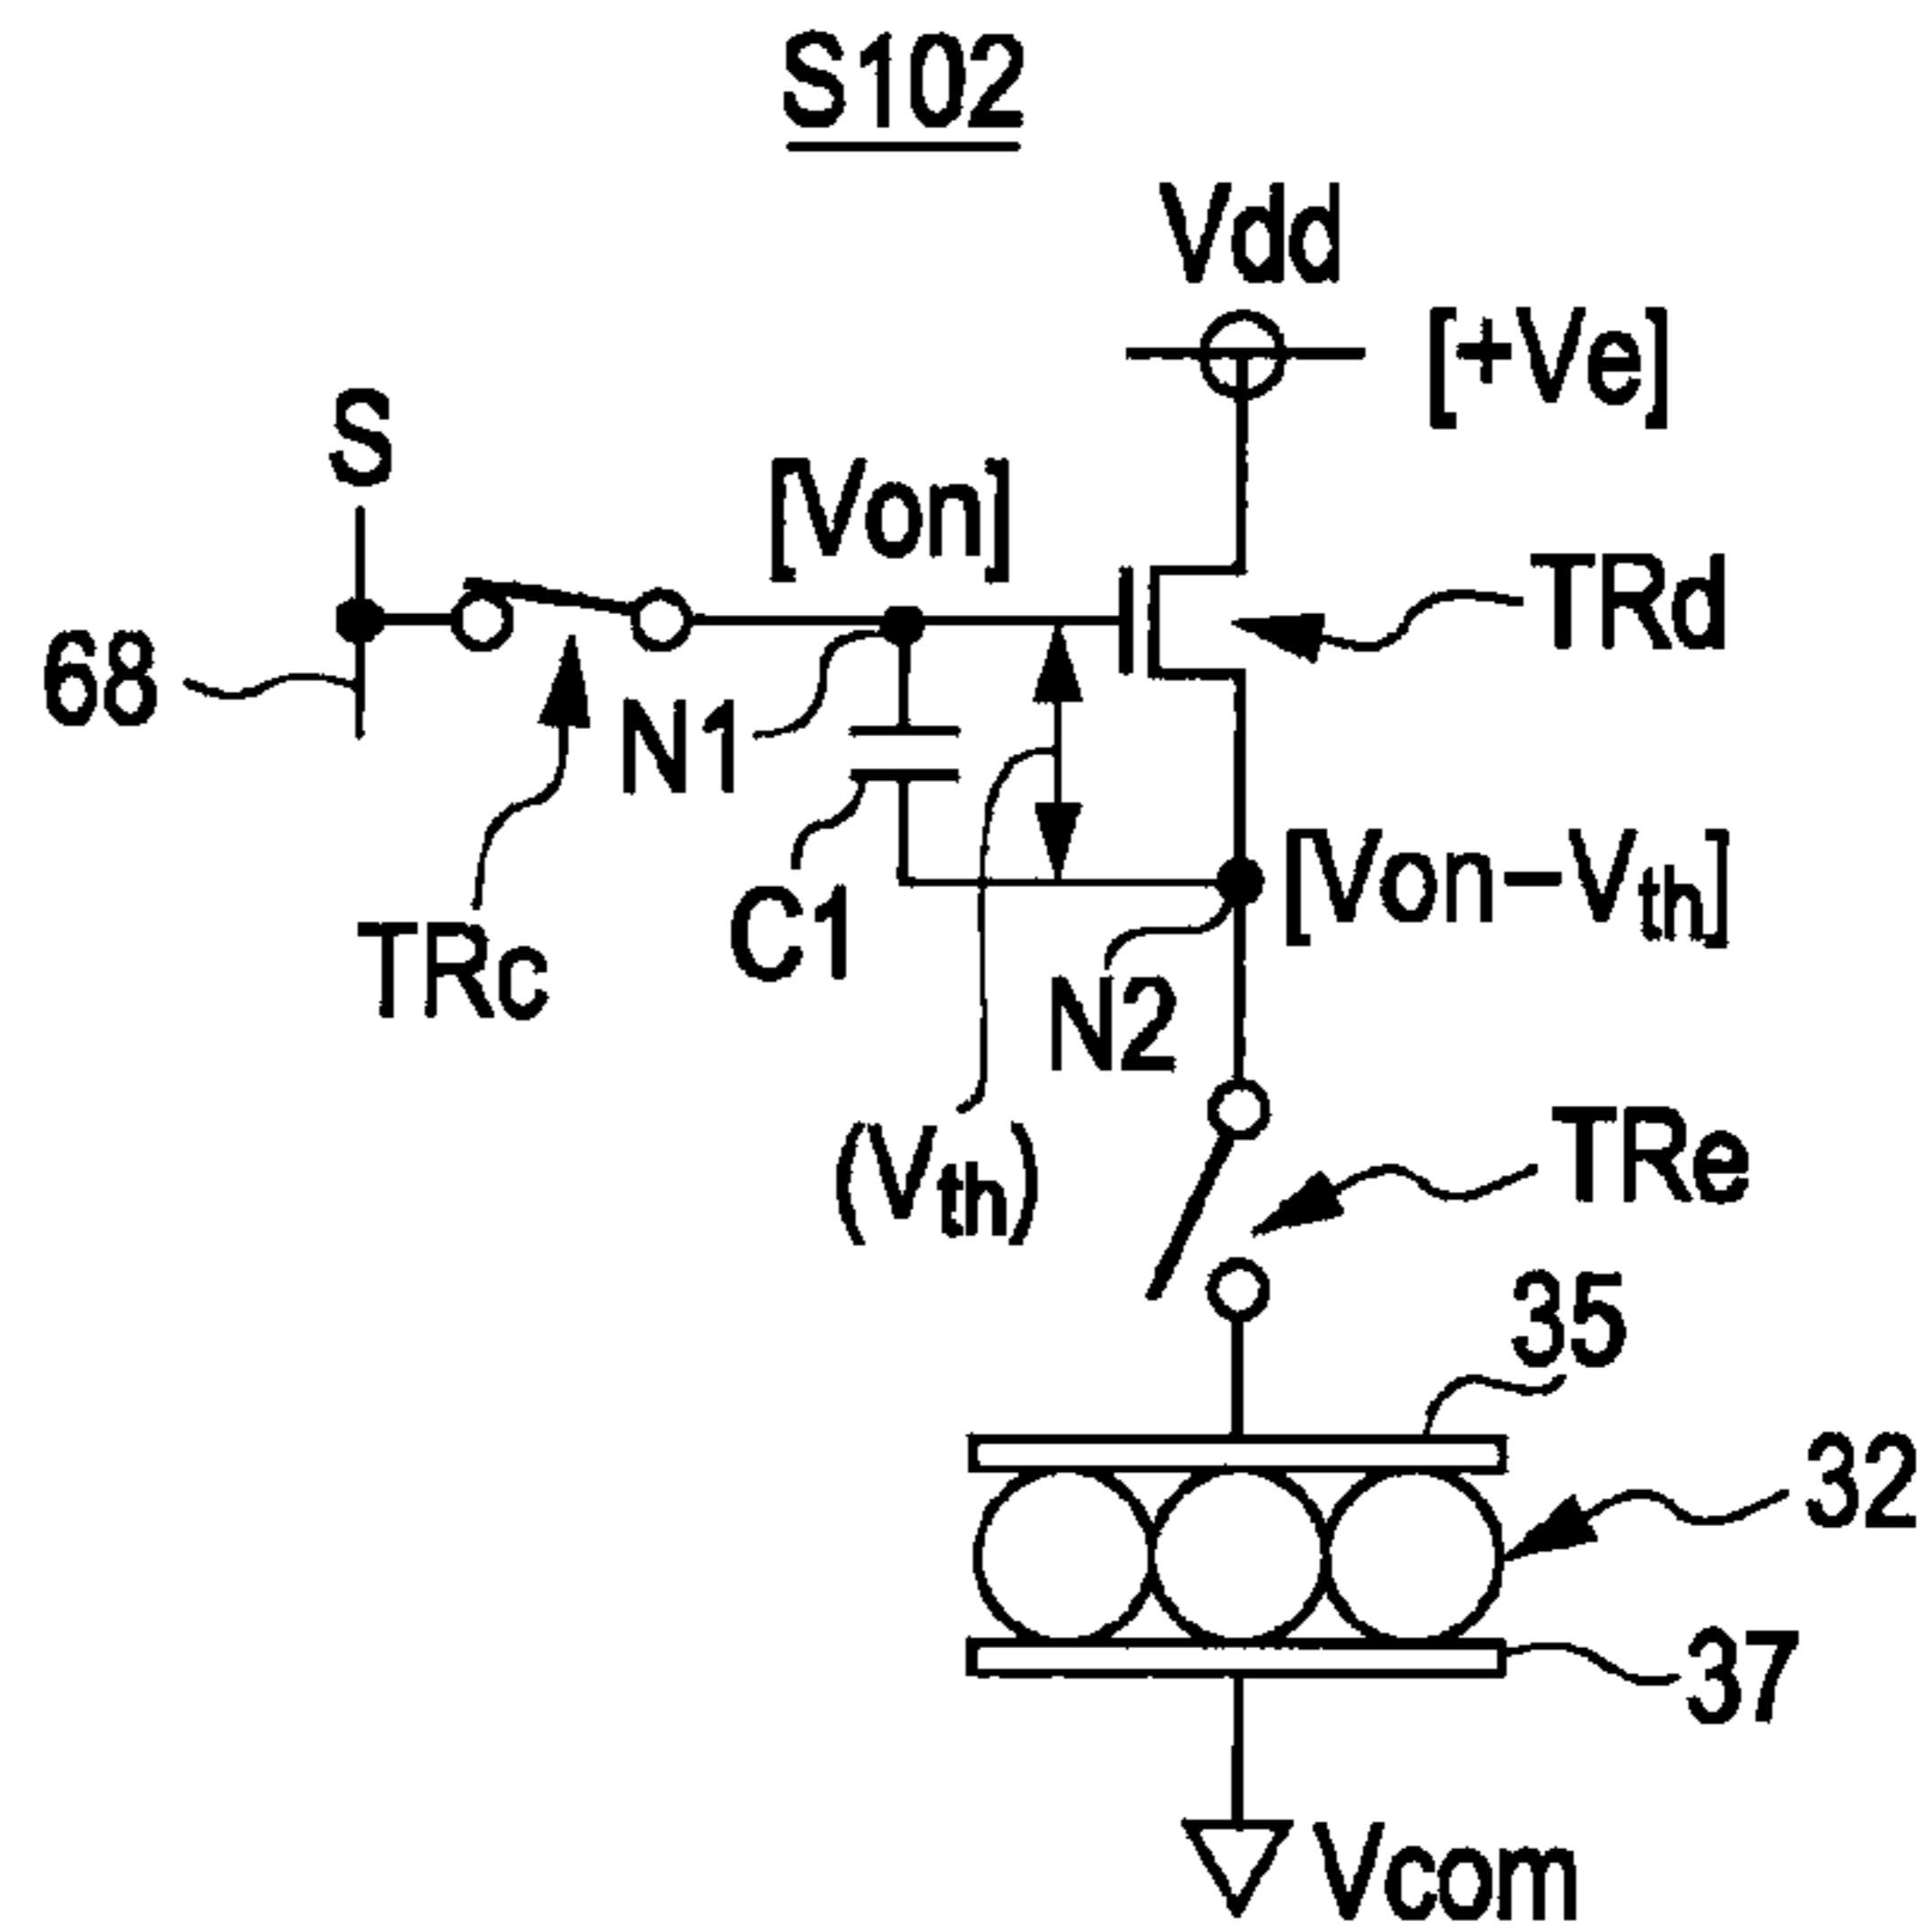 S102
Vdd
[+Ve]
S
[Von]
TRd
68
N1
[Von−Vth]
C1
TRc
N2
(Vth)
TRe
35
32
37
Vcom